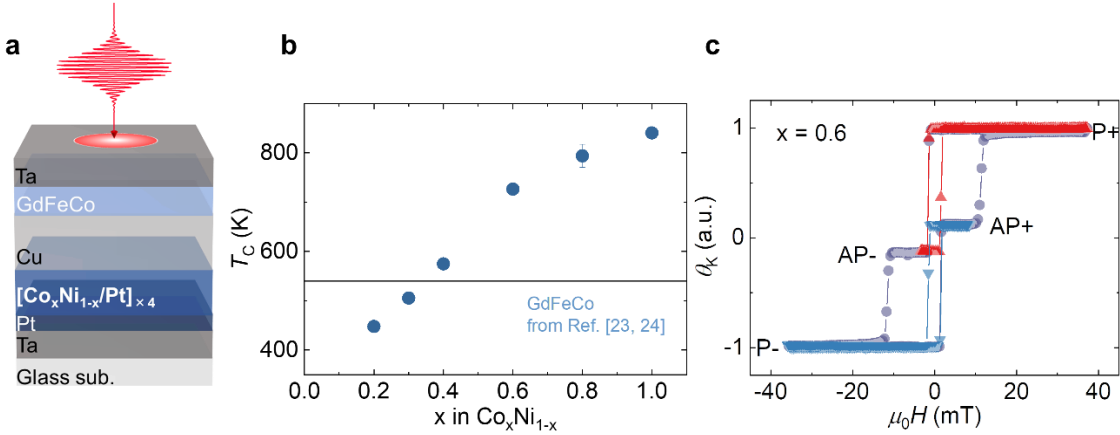 a
Ta
GdFeCo
Cu
[CoxNi1-x/Pt] × 4
Pt
Ta
Glass sub.
b
TC (K)
800
600
400
0.0 0.2 0.4 0.6 0.8 1.0
x in CoxNi1-x
GdFeCo
from Ref. [23, 24]
c
θK (a.u.)
1
0
-1
x = 0.6
P+
AP+
AP-
P-
-40 -20 0 20 40
μ0H (mT)